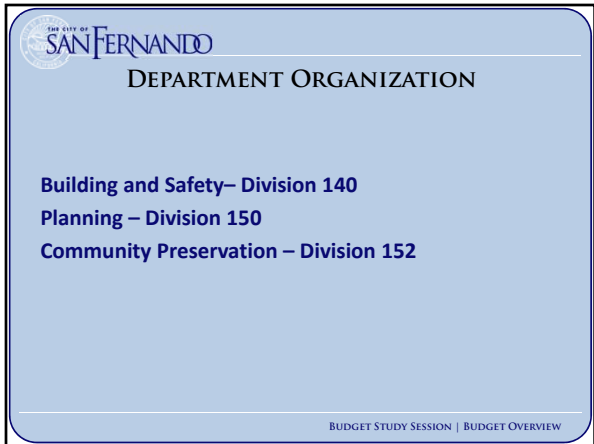 THE CITY OF
SAN FERNANDO
DEPARTMENT ORGANIZATION
Building and Safety– Division 140
Planning – Division 150
Community Preservation – Division 152
BUDGET STUDY SESSION | BUDGET OVERVIEW